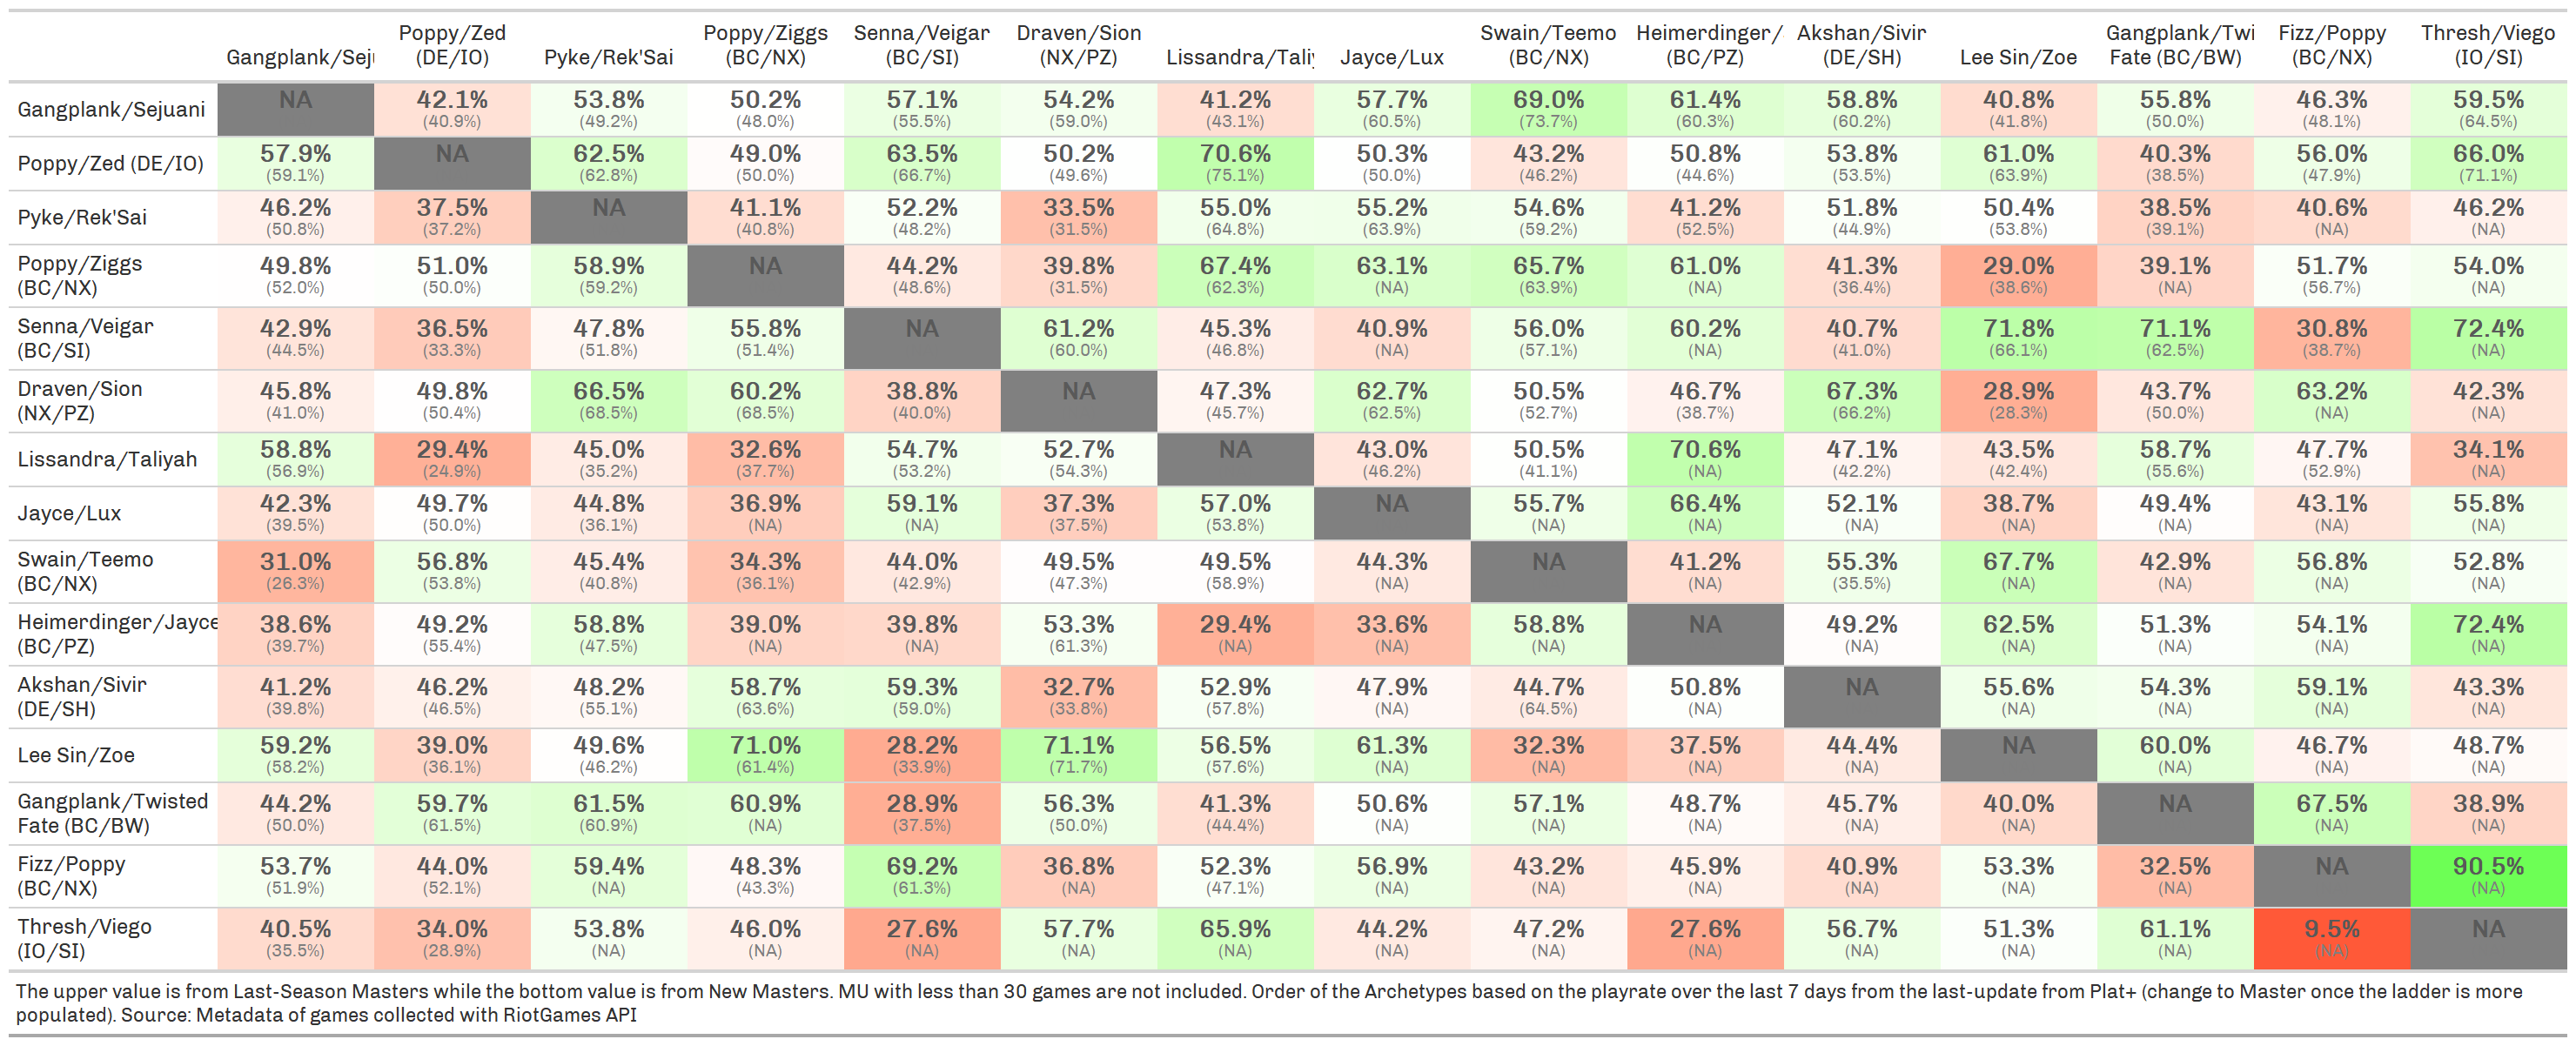 Gangplank/Sej Poppy/Zed (DE/IO) Pyke/Rek'Sai Poppy/Ziggs (BC/NX) Senna/Veigar (BC/SI) Draven/Sion (NX/PZ) Lissandra/Taliy Jayce/Lux Swain/Teemo (BC/NX) Heimerdinger/ (BC/PZ) Akshan/Sivir (DE/SH) Lee Sin/Zoe Gangplank/Twi Fate (BC/BW) Fizz/Poppy (BC/NX) Thresh/Viego (IO/SI)
Gangplank/Sejuani NA 42.1% 53.8% 50.2% 57.1% 54.2% 41.2% 57.7% 69.0% 61.4% 58.8% 40.8% 55.8% 46.3% 59.5%
(40.9%) (49.2%) (48.0%) (55.5%) (59.0%) (43.1%) (60.5%) (73.7%) (60.3%) (60.2%) (41.8%) (50.0%) (48.1%) (64.5%)
Poppy/Zed (DE/IO) 57.9% NA 62.5% 49.0% 63.5% 50.2% 70.6% 50.3% 43.2% 50.8% 53.8% 61.0% 40.3% 56.0% 66.0%
(59.1%) (62.8%) (50.0%) (66.7%) (49.6%) (75.1%) (50.0%) (46.2%) (44.6%) (53.5%) (63.9%) (38.5%) (47.9%) (71.1%)
Pyke/Rek'Sai 46.2% 37.5% NA 41.1% 52.2% 33.5% 55.0% 55.2% 54.6% 41.2% 51.8% 50.4% 38.5% 40.6% 46.2%
(50.8%) (37.2%) (40.8%) (48.2%) (31.5%) (64.8%) (63.9%) (59.2%) (52.5%) (44.9%) (53.8%) (39.1%) (NA) (NA)
Poppy/Ziggs 49.8% 51.0% 58.9% NA 44.2% 39.8% 67.4% 63.1% 65.7% 61.0% 41.3% 29.0% 39.1% 51.7% 54.0%
(BC/NX) (52.0%) (50.0%) (59.2%) (48.6%) (31.5%) (62.3%) (NA) (63.9%) (NA) (36.4%) (38.6%) (NA) (56.7%) (NA)
Senna/Veigar 42.9% 36.5% 47.8% 55.8% NA 61.2% 45.3% 40.9% 56.0% 60.2% 40.7% 71.8% 71.1% 30.8% 72.4%
(BC/SI) (44.5%) (33.3%) (51.8%) (51.4%) (60.0%) (46.8%) (NA) (57.1%) (NA) (41.0%) (66.1%) (62.5%) (38.7%) (NA)
Draven/Sion 45.8% 49.8% 66.5% 60.2% 38.8% NA 47.3% 62.7% 50.5% 46.7% 67.3% 28.9% 43.7% 63.2% 42.3%
(NX/PZ) (41.0%) (50.4%) (68.5%) (68.5%) (40.0%) (45.7%) (62.5%) (52.7%) (38.7%) (66.2%) (28.3%) (50.0%) (NA) (NA)
Lissandra/Taliyah 58.8% 29.4% 45.0% 32.6% 54.7% 52.7% NA 43.0% 50.5% 70.6% 47.1% 43.5% 58.7% 47.7% 34.1%
(56.9%) (24.9%) (35.2%) (37.7%) (53.2%) (54.3%) (46.2%) (41.1%) (NA) (42.2%) (42.4%) (55.6%) (52.9%) (NA)
Jayce/Lux 42.3% 49.7% 44.8% 36.9% 59.1% 37.3% 57.0% NA 55.7% 66.4% 52.1% 38.7% 49.4% 43.1% 55.8%
(39.5%) (50.0%) (36.1%) (NA) (NA) (37.5%) (53.8%) (NA) (NA) (NA) (NA) (NA) (NA) (NA)
Swain/Teemo 31.0% 56.8% 45.4% 34.3% 44.0% 49.5% 49.5% 44.3% NA 41.2% 55.3% 67.7% 42.9% 56.8% 52.8%
(BC/NX) (26.3%) (53.8%) (40.8%) (36.1%) (42.9%) (47.3%) (58.9%) (NA) (NA) (35.5%) (NA) (NA) (NA) (NA)
Heimerdinger/Jayce 38.6% 49.2% 58.8% 39.0% 39.8% 53.3% 29.4% 33.6% 58.8% NA 49.2% 62.5% 51.3% 54.1% 72.4%
(BC/PZ) (39.7%) (55.4%) (47.5%) (NA) (NA) (61.3%) (NA) (NA) (NA) (NA) (NA) (NA) (NA) (NA)
Akshan/Sivir 41.2% 46.2% 48.2% 58.7% 59.3% 32.7% 52.9% 47.9% 44.7% 50.8% NA 55.6% 54.3% 59.1% 43.3%
(DE/SH) (39.8%) (46.5%) (55.1%) (63.6%) (59.0%) (33.8%) (57.8%) (NA) (64.5%) (NA) (NA) (NA) (NA) (NA)
Lee Sin/Zoe 59.2% 39.0% 49.6% 71.0% 28.2% 71.1% 56.5% 61.3% 32.3% 37.5% 44.4% NA 60.0% 46.7% 48.7%
(58.2%) (36.1%) (46.2%) (61.4%) (33.9%) (71.7%) (57.6%) (NA) (NA) (NA) (NA) (NA) (NA) (NA)
Gangplank/Twisted 44.2% 59.7% 61.5% 60.9% 28.9% 56.3% 41.3% 50.6% 57.1% 48.7% 45.7% 40.0% NA 67.5% 38.9%
Fate (BC/BW) (50.0%) (61.5%) (60.9%) (NA) (37.5%) (50.0%) (44.4%) (NA) (NA) (NA) (NA) (NA) (NA) (NA)
Fizz/Poppy 53.7% 44.0% 59.4% 48.3% 69.2% 36.8% 52.3% 56.9% 43.2% 45.9% 40.9% 53.3% 32.5% NA 90.5%
(BC/NX) (51.9%) (52.1%) (NA) (43.3%) (61.3%) (NA) (47.1%) (NA) (NA) (NA) (NA) (NA) (NA) (NA)
Thresh/Viego 40.5% 34.0% 53.8% 46.0% 27.6% 57.7% 65.9% 44.2% 47.2% 27.6% 56.7% 51.3% 61.1% 9.5% NA
(IO/SI) (35.5%) (28.9%) (NA) (NA) (NA) (NA) (NA) (NA) (NA) (NA) (NA) (NA) (NA) (NA)
The upper value is from Last-Season Masters while the bottom value is from New Masters. MU with less than 30 games are not included. Order of the Archetypes based on the playrate over the last 7 days from the last-update from Plat+ (change to Master once the ladder is more
populated). Source: Metadata of games collected with RiotGames API